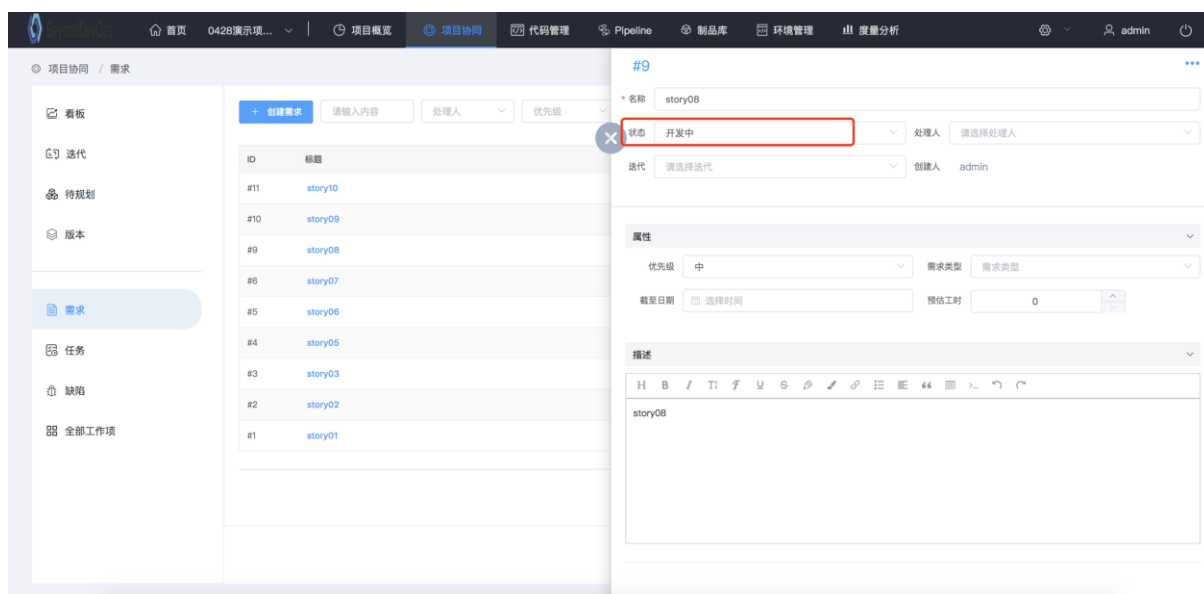 BeyondDevOps 首页 0428演示项... 项目概览 项目协同 代码管理 Pipeline 制品库 环境管理 度量分析 admin
项目协同 / 需求
#9
看板
迭代
待规划
版本
需求
任务
缺陷
全部工作项
+ 创建需求 请输入内容 处理人 优先级
ID 标题
#11 story10
#10 story09
#9 story08
#6 story07
#5 story06
#4 story05
#3 story03
#2 story02
#1 story01
* 名称 story08
状态 开发中 处理人 请选择处理人
迭代 请选择迭代 创建人 admin
属性
优先级 中 需求类型 需求类型
截至日期 选择时间 预估工时 0
描述
story08